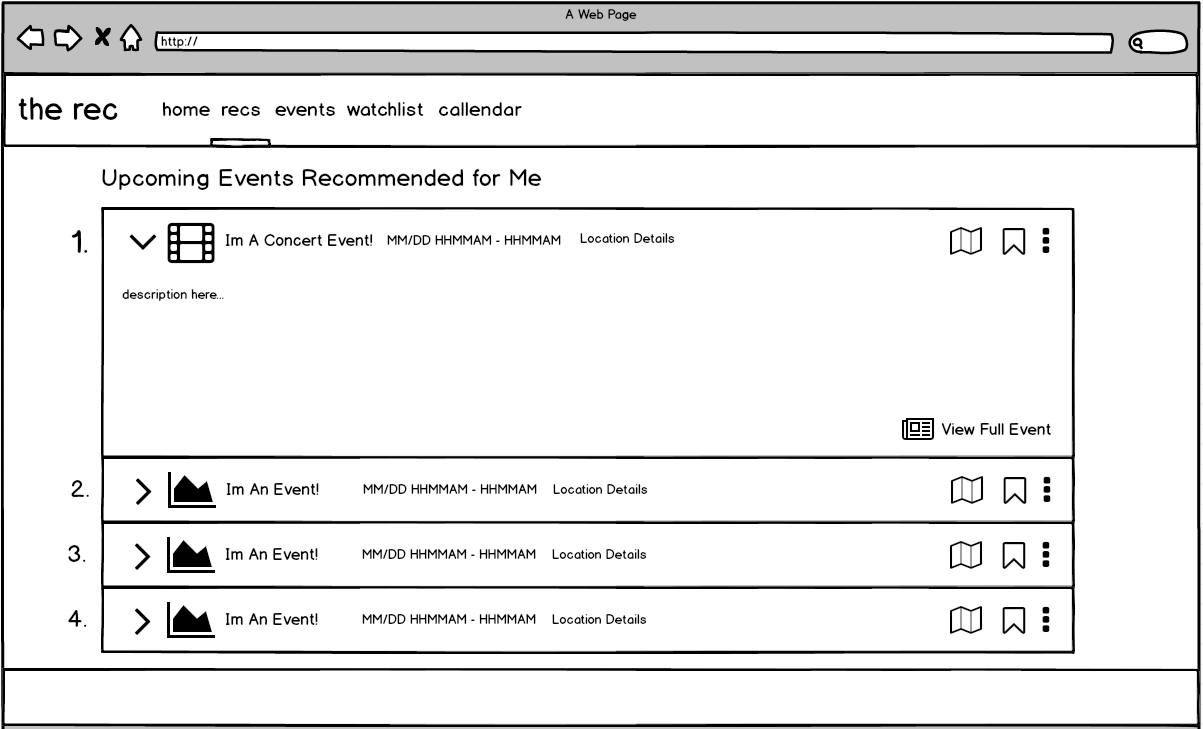 A Web Page
http://
the rec home recs events watchlist callendar
Upcoming Events Recommended for Me
1. Im A Concert Event! MM/DD HHMMAM - HHMMAM Location Details
description here...
View Full Event
2. Im An Event! MM/DD HHMMAM - HHMMAM Location Details
3. Im An Event! MM/DD HHMMAM - HHMMAM Location Details
4. Im An Event! MM/DD HHMMAM - HHMMAM Location Details